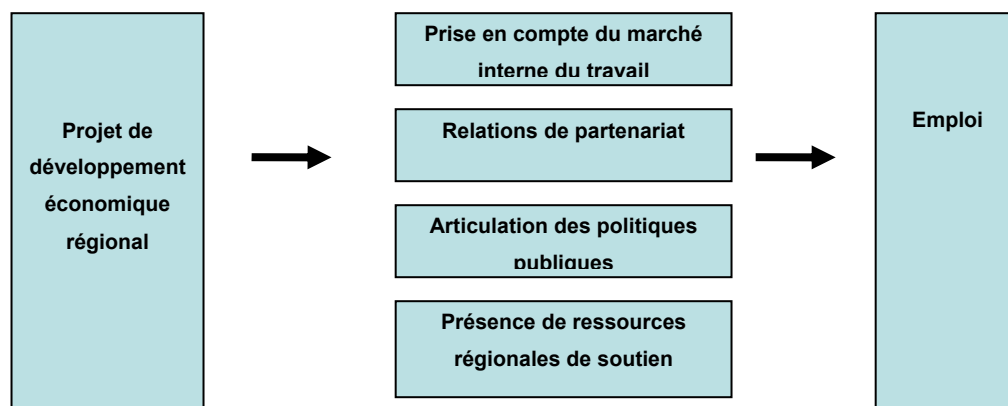 Projet de
développement
économique
régional
Prise en compte du marché
interne du travail
Relations de partenariat
Articulation des politiques
publiques
Présence de ressources
régionales de soutien
Emploi